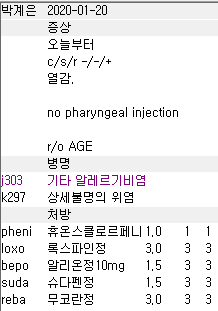 박계은 2020-01-20
증상
오늘부터
c/s/r -/-/+
열감.
no pharyngeal injection
r/o AGE
병명
j303 기타 알레르기비염
k297 상세불명의 위염
처방
pheni 휴온스클로르페니 1.0 1 1
loxo 록스파인정 3.0 3 3
bepo 알리온정10mg 1.5 3 3
suda 슈다펜정 1.5 3 3
reba 무코란정 3.0 3 3